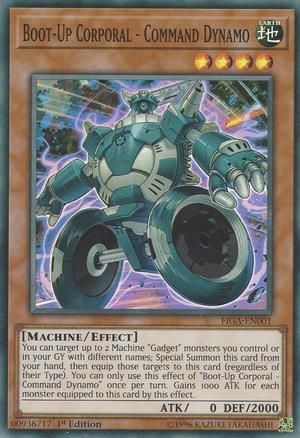 Boot-Up Corporal - Command Dynamo
EARTH
地
FIGA-EN001
[Machine/Effect]
You can target up to 2 Machine "Gadget" monsters you control or
in your GY with different names; Special Summon this card from
your hand, then equip those targets to this card (regardless of
their Type). You can only use this effect of "Boot-Up Corporal -
Command Dynamo" once per turn. Gains 1000 ATK for each
monster equipped to this card by this effect.
ATK/ 0 DEF/2000
00938717 1st Edition ©1996 KAZUKI TAKAHASHI